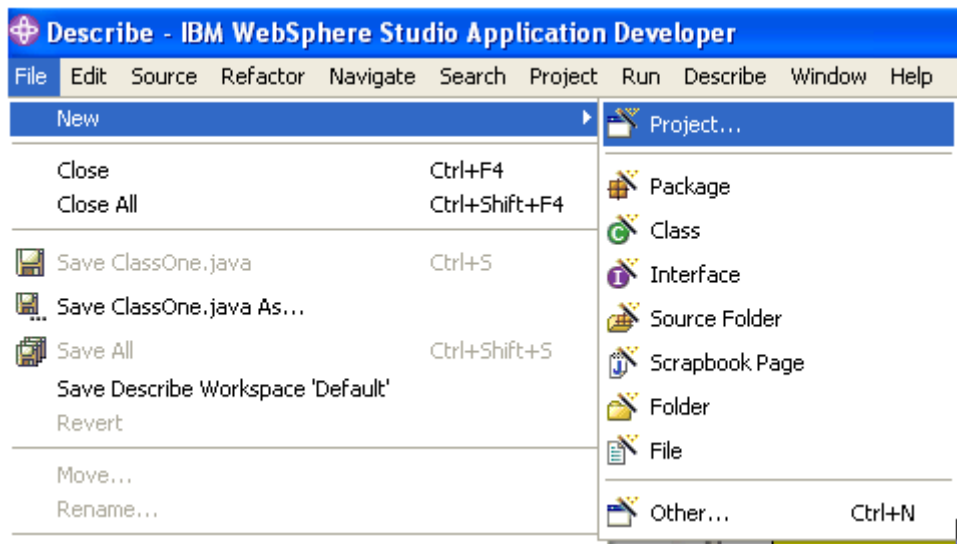 Describe - IBM WebSphere Studio Application Developer
File Edit Source Refactor Navigate Search Project Run Describe Window Help
New
Close Ctrl+F4
Close All Ctrl+Shift+F4
Save ClassOne.java Ctrl+S
Save ClassOne.java As...
Save All Ctrl+Shift+S
Save Describe Workspace 'Default'
Revert
Move...
Rename...
Project...
Package
Class
Interface
Source Folder
Scrapbook Page
Folder
File
Other... Ctrl+N